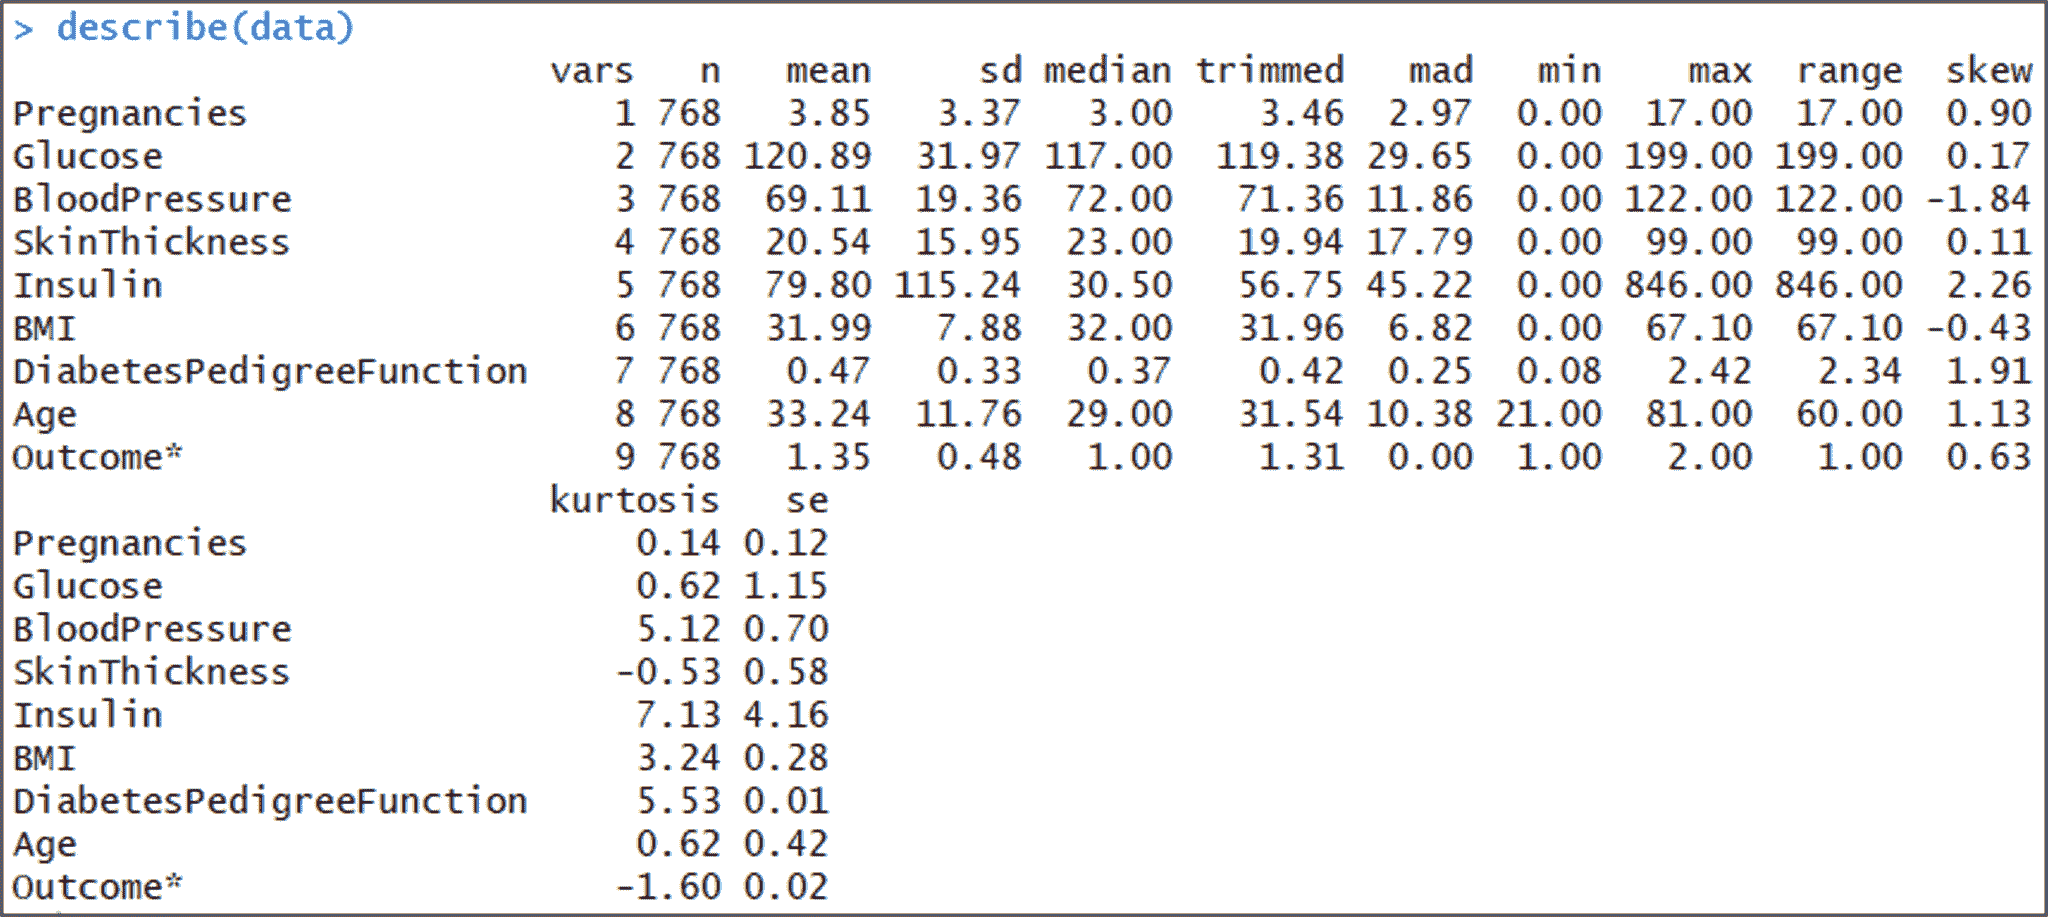 > describe(data)
vars n mean sd median trimmed mad min max range skew
Pregnancies 1 768 3.85 3.37 3.00 3.46 2.97 0.00 17.00 17.00 0.90
Glucose 2 768 120.89 31.97 117.00 119.38 29.65 0.00 199.00 199.00 0.17
BloodPressure 3 768 69.11 19.36 72.00 71.36 11.86 0.00 122.00 122.00 -1.84
SkinThickness 4 768 20.54 15.95 23.00 19.94 17.79 0.00 99.00 99.00 0.11
Insulin 5 768 79.80 115.24 30.50 56.75 45.22 0.00 846.00 846.00 2.26
BMI 6 768 31.99 7.88 32.00 31.96 6.82 0.00 67.10 67.10 -0.43
DiabetesPedigreeFunction 7 768 0.47 0.33 0.37 0.42 0.25 0.08 2.42 2.34 1.91
Age 8 768 33.24 11.76 29.00 31.54 10.38 21.00 81.00 60.00 1.13
Outcome* 9 768 1.35 0.48 1.00 1.31 0.00 1.00 2.00 1.00 0.63
kurtosis se
Pregnancies 0.14 0.12
Glucose 0.62 1.15
BloodPressure 5.12 0.70
SkinThickness -0.53 0.58
Insulin 7.13 4.16
BMI 3.24 0.28
DiabetesPedigreeFunction 5.53 0.01
Age 0.62 0.42
Outcome* -1.60 0.02